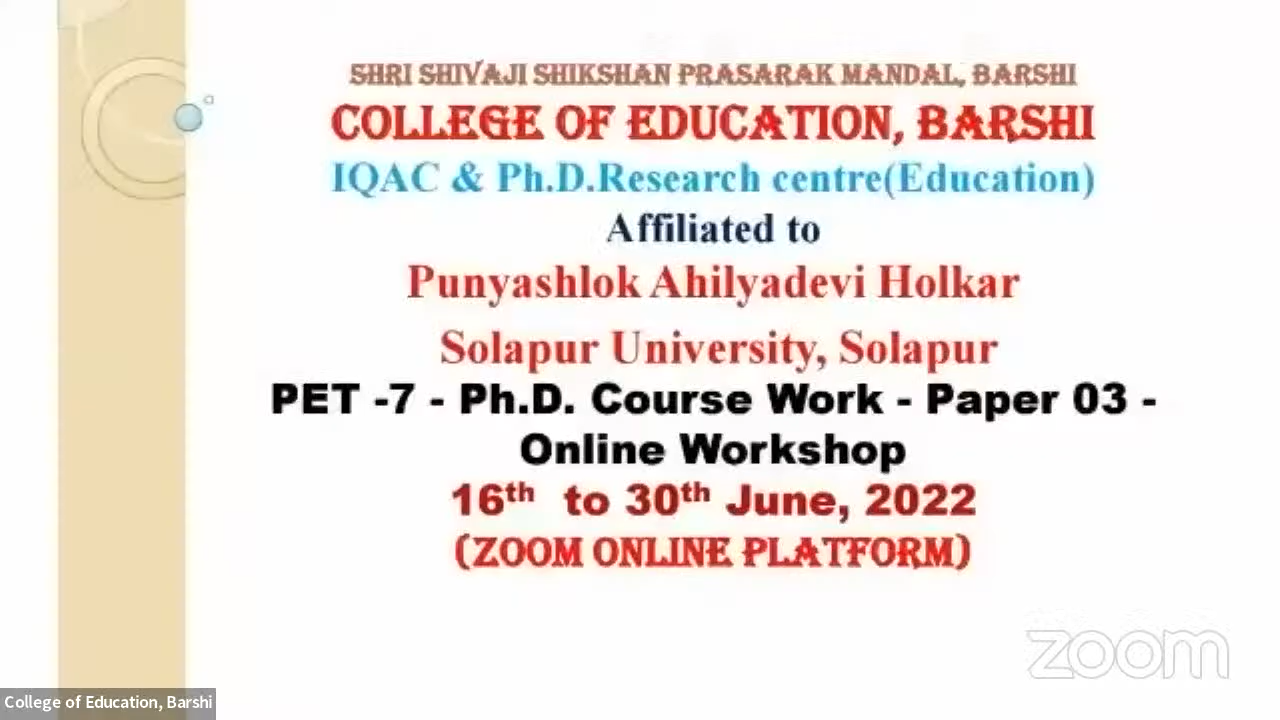 SHRI SHIVAJI SHIKSHAN PRASARAK MANDAL, BARSHI
COLLEGE OF EDUCATION, BARSHI
IQAC & Ph.D.Research centre(Education)
Affiliated to
Punyashlok Ahilyadevi Holkar
Solapur University, Solapur
PET -7 - Ph.D. Course Work - Paper 03 -
Online Workshop
16th to 30th June, 2022
(ZOOM ONLINE PLATFORM)
zoom
College of Education, Barshi